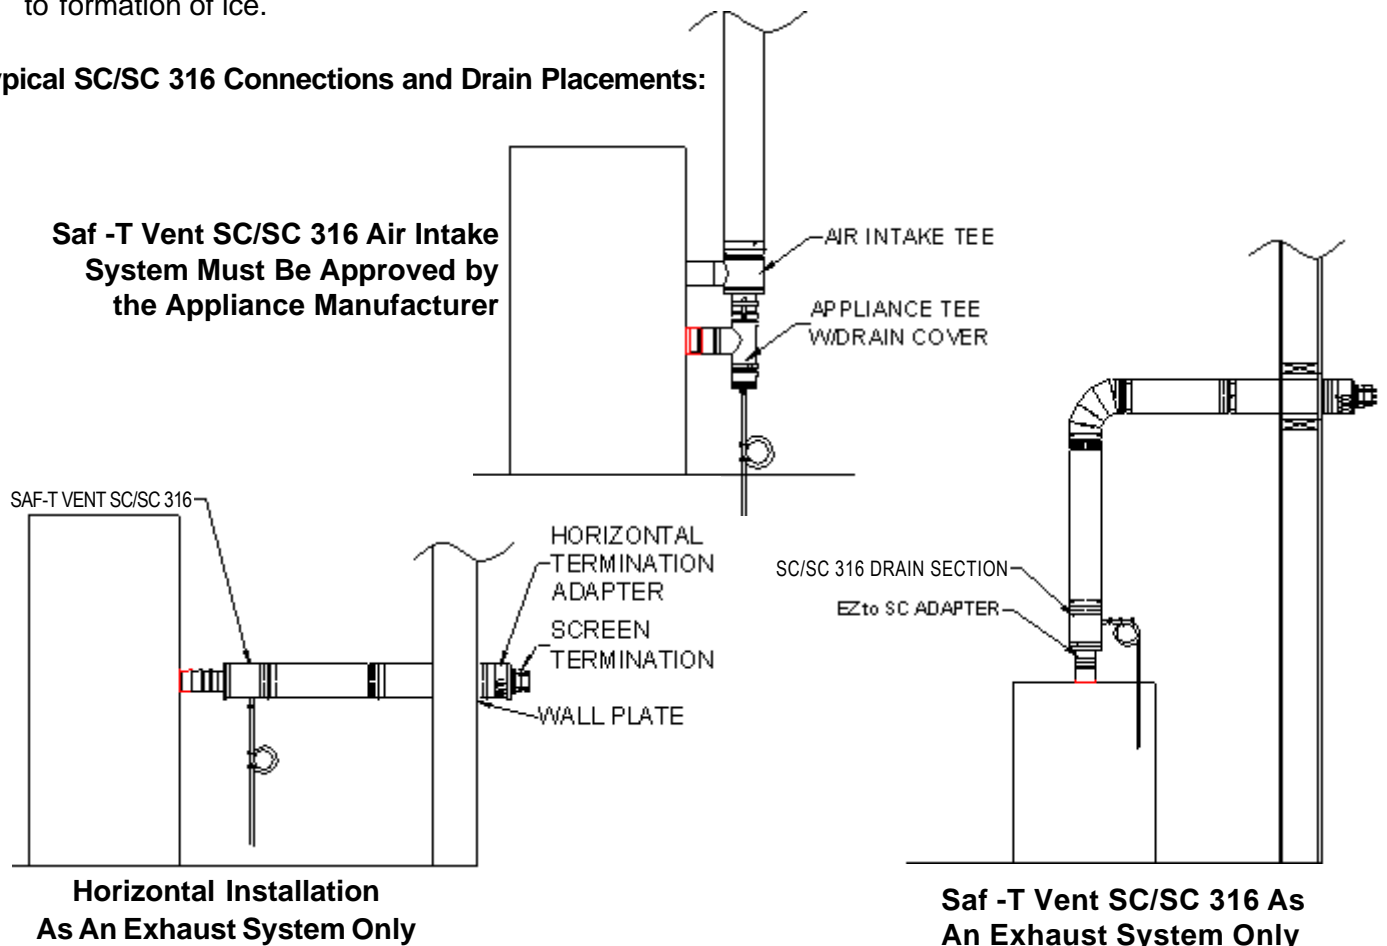 to formation of ice.
ypical SC/SC 316 Connections and Drain Placements:
Saf -T Vent SC/SC 316 Air Intake
System Must Be Approved by
the Appliance Manufacturer
AIR INTAKE TEE
APPLIANCE TEE
W/DRAIN COVER
SAF-T VENT SC/SC 316
HORIZONTAL
TERMINATION
ADAPTER
SCREEN
TERMINATION
WALL PLATE
SC/SC 316 DRAIN SECTION
EZ to SC ADAPTER
Horizontal Installation
As An Exhaust System Only
Saf -T Vent SC/SC 316 As
An Exhaust System Only